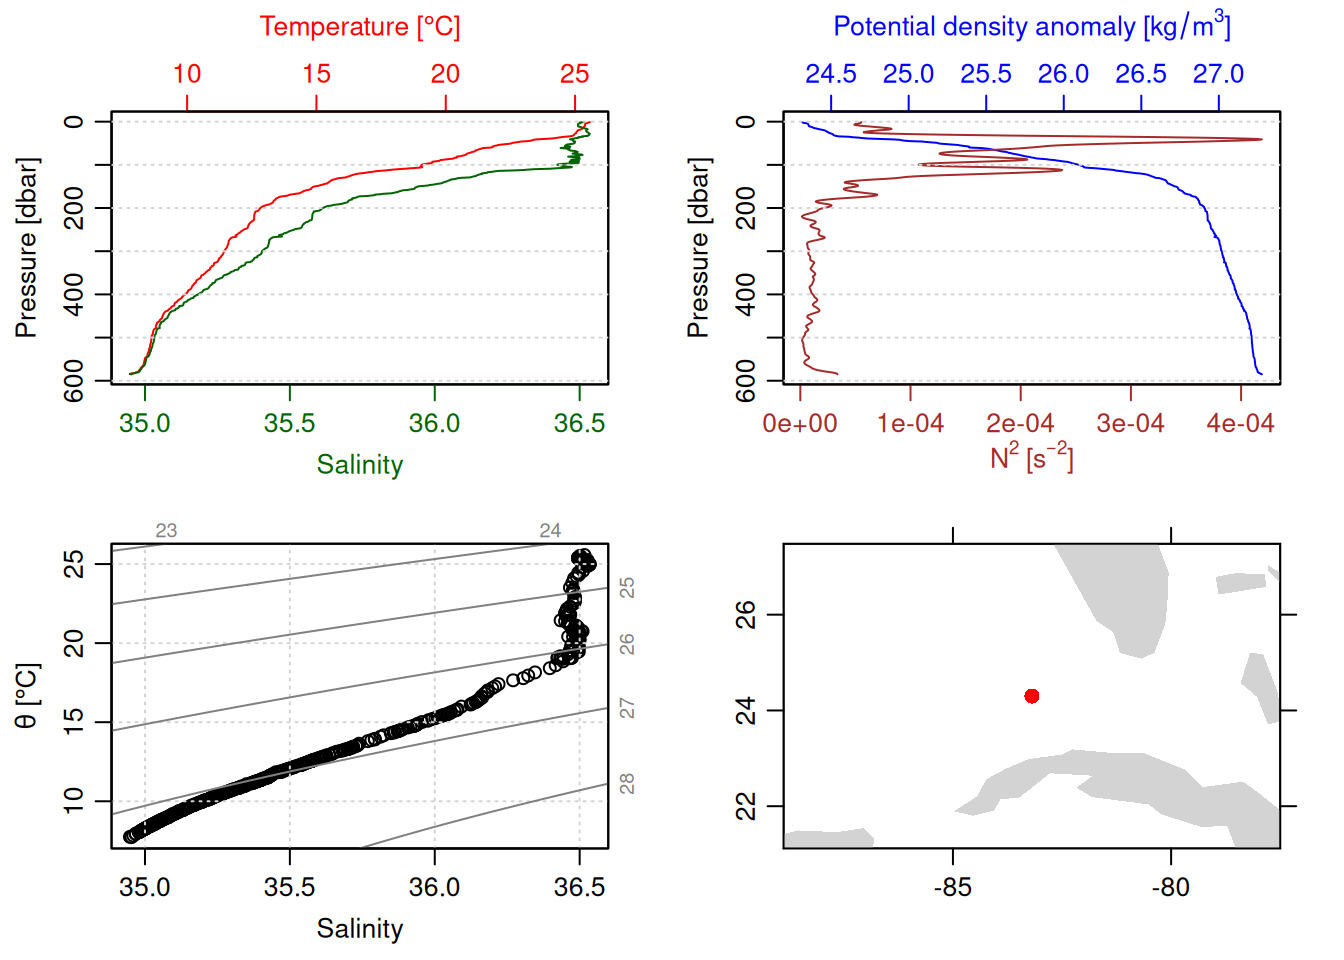 Temperature [°C]
10 15 20 25
Pressure [dbar]
0
200
400
600
35.0 35.5 36.0 36.5
Salinity
Potential density anomaly [kg/m³]
24.5 25.0 25.5 26.0 26.5 27.0
Pressure [dbar]
0
200
400
600
0e+00 1e-04 2e-04 3e-04 4e-04
N² [s⁻²]
23 24
θ [°C]
25
20
15
10
25
26
27
28
35.0 35.5 36.0 36.5
Salinity
26
24
22
-85 -80